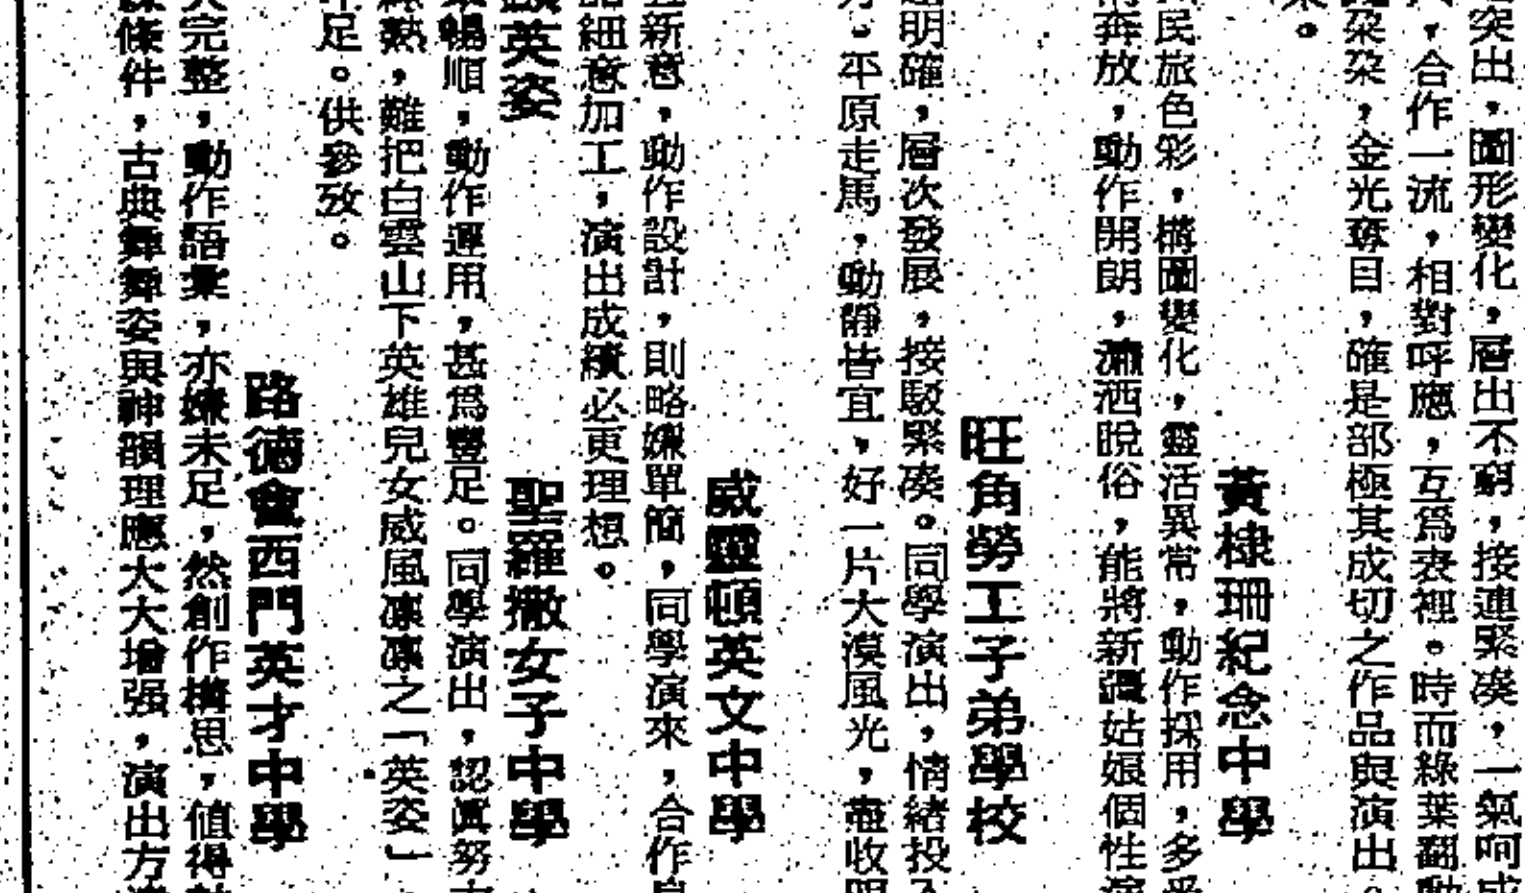 突出，圖形變化，層出不窮，接連緊湊，一氣呵成
，合作一流，相對呼應，互爲表裡。時而綠葉翻動
朶朶，金光奪目，確是部極其成切之作品與演出。
。
黃棣珊紀念中學
民旅色彩，構圖變化，靈活異常，動作採用，多
奔放，動作開朗，瀟洒脫俗，能將新疆姑娘個性
旺角勞工子弟學校
明確，層次發展，接駁緊湊。同學演出，情緒投入
。平原走馬，動靜皆宜，好一片大漠風光，盡收眼
威靈頓英文中學
新意，動作設計，則略嫌單簡，同學演來，合作
細意加工，演出成績必更理想。
英姿
聖羅撒女子中學
暢順，動作運用，甚爲豐足。同學演出，認眞努力
熟，難把白雲山下英雄兒女威風凛凛之「英姿」
足。供參攷。
路德會西門英才中學
完整，動作語彙，亦嫌未足，然創作構思，值得
條件，古典舞舞姿與神韻理應大大增强，演出方